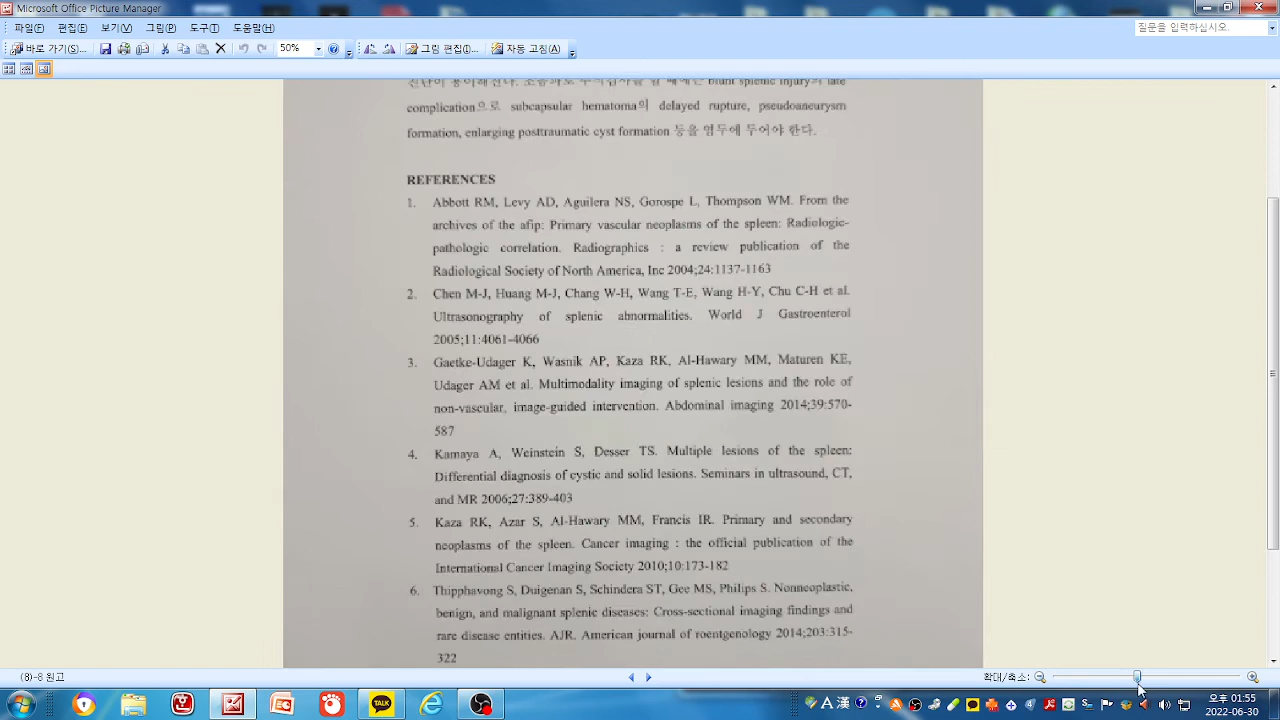 Microsoft Office Picture Manager
파일(F) 편집(E) 보기(V) 그림(P) 도구(T) 도움말(H)
질문을 입력하십시오.
바로 가기(S)... 50% 그림 편집(D)... 자동 고침(A)
blunt splenic injury의 late
complication으로 subcapsular hematoma의 delayed rupture, pseudoaneurysm
formation, enlarging posttraumatic cyst formation 등을 염두에 두어야 한다.
REFERENCES
1. Abbott RM, Levy AD, Aguilera NS, Gorospe L, Thompson WM. From the
archives of the afip: Primary vascular neoplasms of the spleen: Radiologic-
pathologic correlation. Radiographics : a review publication of the
Radiological Society of North America, Inc 2004;24:1137-1163
2. Chen M-J, Huang M-J, Chang W-H, Wang T-E, Wang H-Y, Chu C-H et al.
Ultrasonography of splenic abnormalities. World J Gastroenterol
2005;11:4061-4066
3. Gaetke-Udager K, Wasnik AP, Kaza RK, Al-Hawary MM, Maturen KE,
Udager AM et al. Multimodality imaging of splenic lesions and the role of
non-vascular, image-guided intervention. Abdominal imaging 2014;39:570-
587
4. Kamaya A, Weinstein S, Desser TS. Multiple lesions of the spleen:
Differential diagnosis of cystic and solid lesions. Seminars in ultrasound, CT,
and MR 2006;27:389-403
5. Kaza RK, Azar S, Al-Hawary MM, Francis IR. Primary and secondary
neoplasms of the spleen. Cancer imaging : the official publication of the
International Cancer Imaging Society 2010;10:173-182
6. Thipphavong S, Duigenan S, Schindera ST, Gee MS, Philips S. Nonneoplastic,
benign, and malignant splenic diseases: Cross-sectional imaging findings and
rare disease entities. AJR. American journal of roentgenology 2014;203:315-
322
(8)-8 원고 확대/축소:
TALK A 漢 오후 01:55
2022-06-30